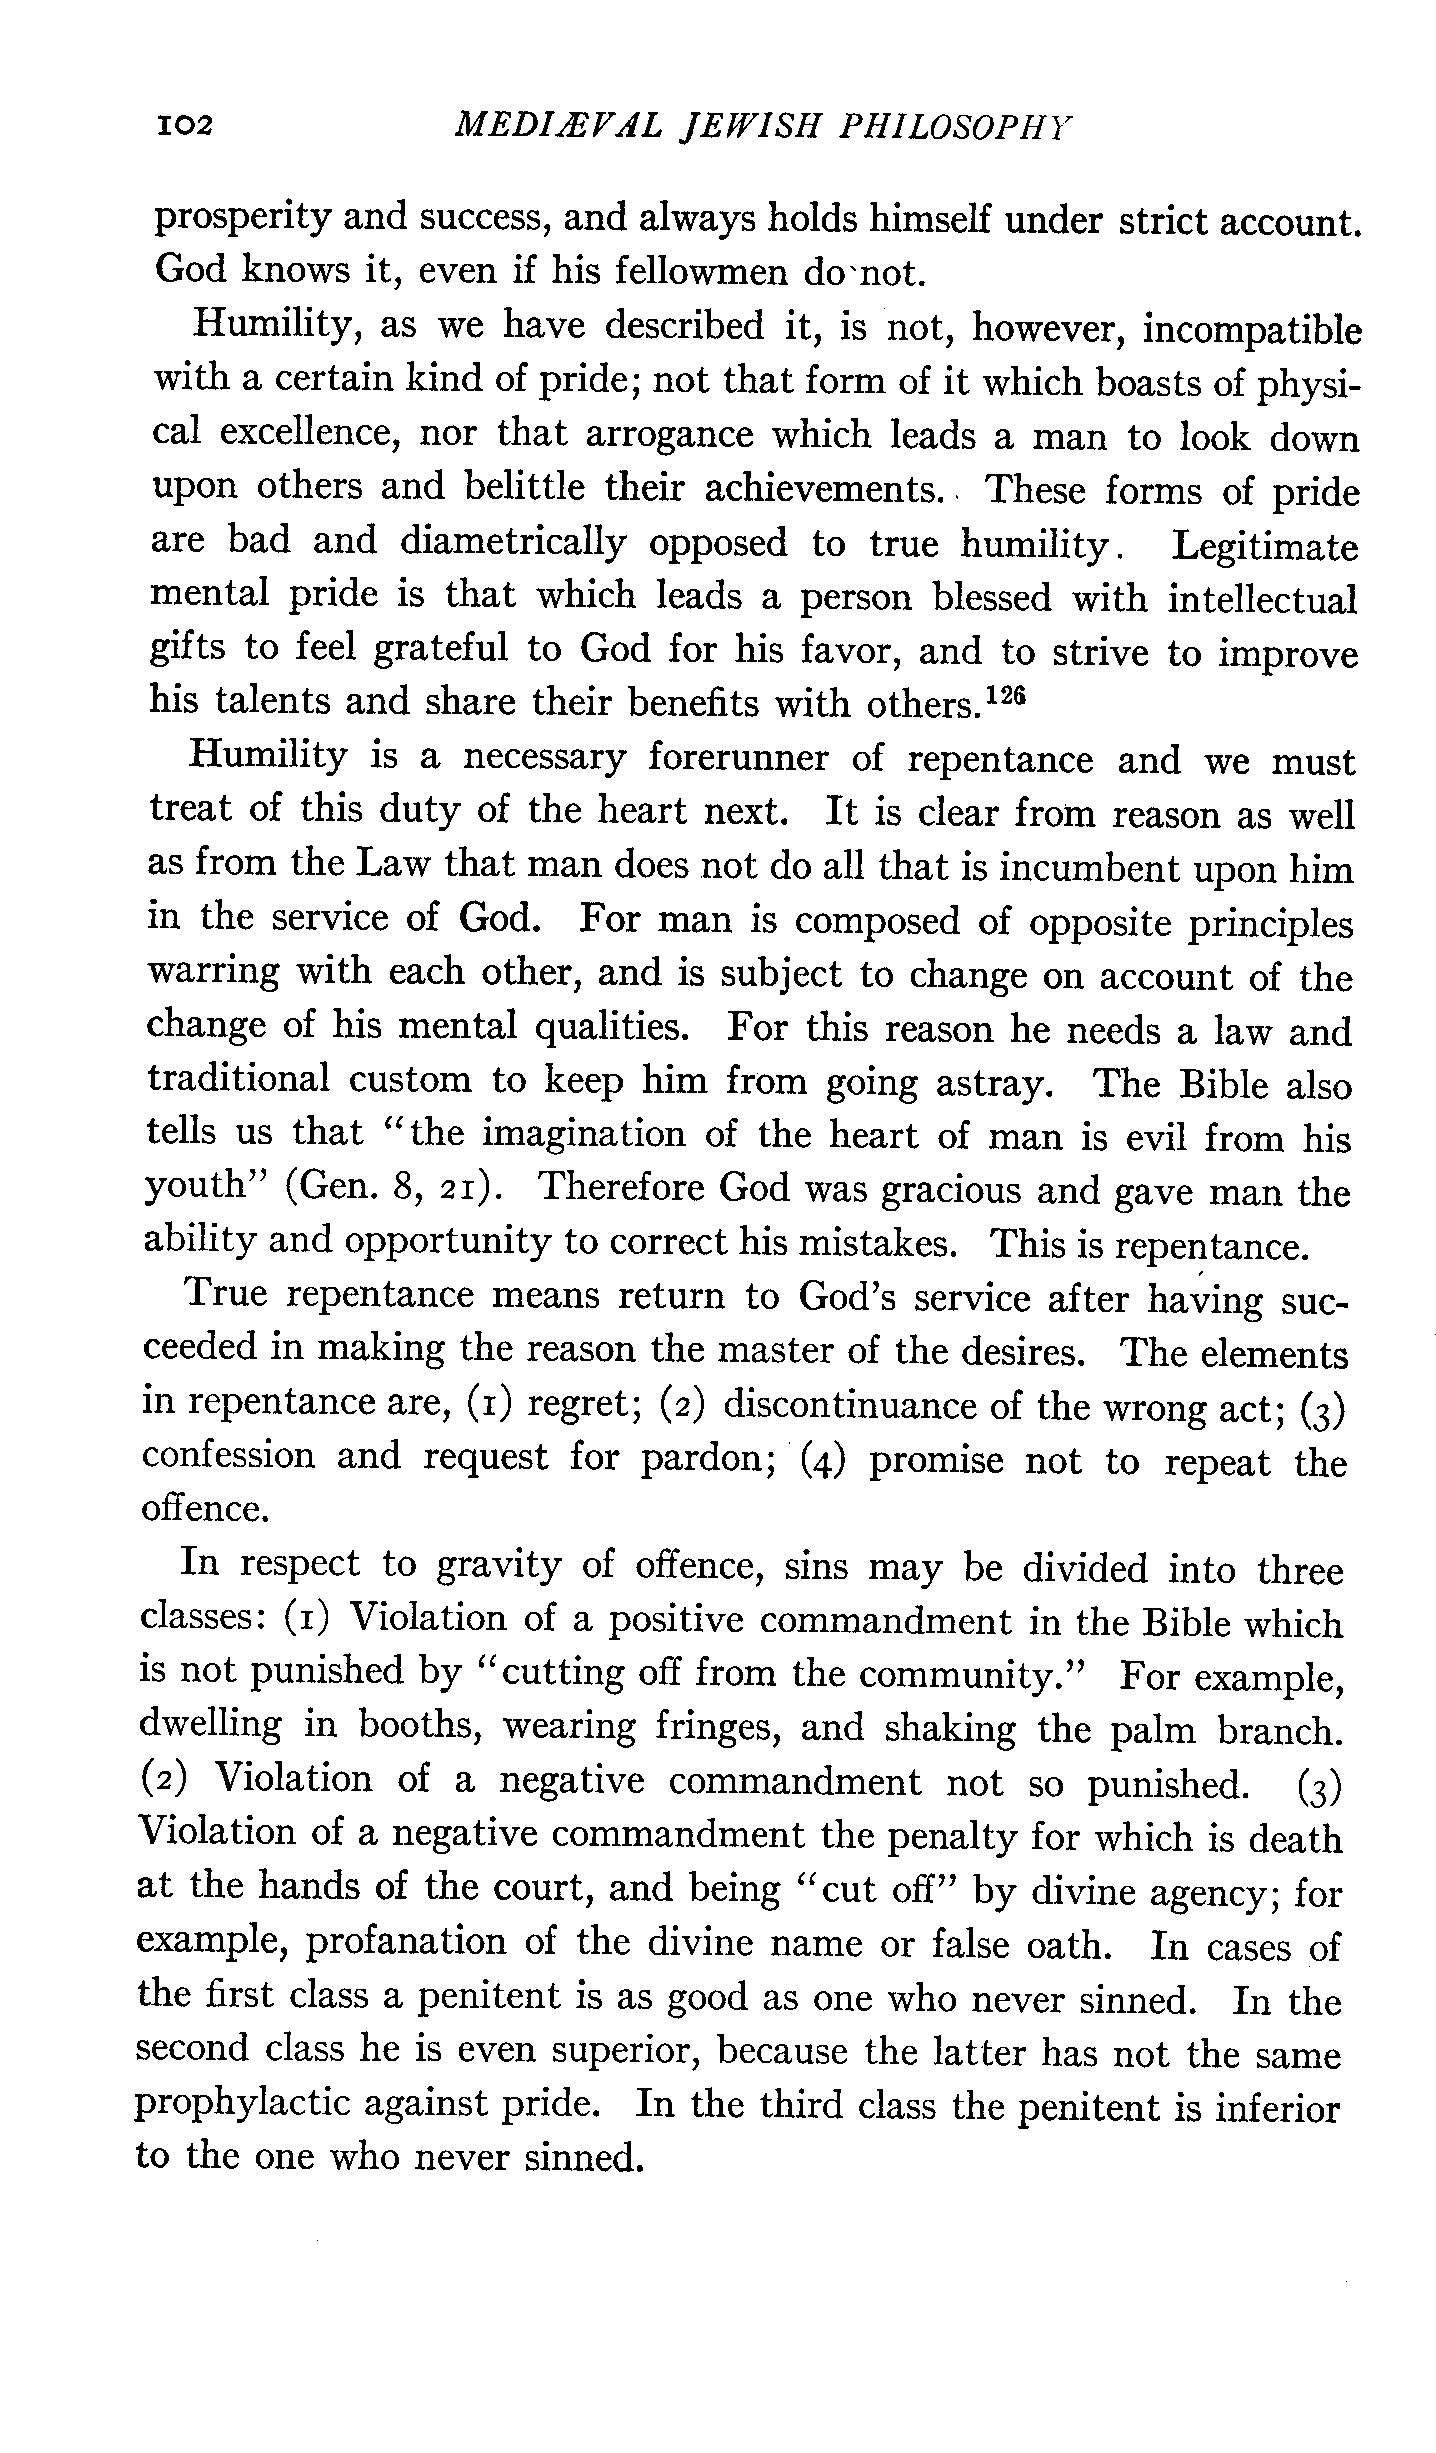 102 MEDIÆVAL JEWISH PHILOSOPHY
prosperity and success, and always holds himself under strict account.
God knows it, even if his fellowmen do not.
Humility, as we have described it, is not, however, incompatible
with a certain kind of pride; not that form of it which boasts of physi-
cal excellence, nor that arrogance which leads a man to look down
upon others and belittle their achievements. These forms of pride
are bad and diametrically opposed to true humility. Legitimate
mental pride is that which leads a person blessed with intellectual
gifts to feel grateful to God for his favor, and to strive to improve
his talents and share their benefits with others.¹²⁶
Humility is a necessary forerunner of repentance and we must
treat of this duty of the heart next. It is clear from reason as well
as from the Law that man does not do all that is incumbent upon him
in the service of God. For man is composed of opposite principles
warring with each other, and is subject to change on account of the
change of his mental qualities. For this reason he needs a law and
traditional custom to keep him from going astray. The Bible also
tells us that “the imagination of the heart of man is evil from his
youth” (Gen. 8, 21). Therefore God was gracious and gave man the
ability and opportunity to correct his mistakes. This is repentance.
True repentance means return to God’s service after having suc-
ceeded in making the reason the master of the desires. The elements
in repentance are, (1) regret; (2) discontinuance of the wrong act; (3)
confession and request for pardon; (4) promise not to repeat the
offence.
In respect to gravity of offence, sins may be divided into three
classes: (1) Violation of a positive commandment in the Bible which
is not punished by “cutting off from the community.” For example,
dwelling in booths, wearing fringes, and shaking the palm branch.
(2) Violation of a negative commandment not so punished. (3)
Violation of a negative commandment the penalty for which is death
at the hands of the court, and being “cut off” by divine agency; for
example, profanation of the divine name or false oath. In cases of
the first class a penitent is as good as one who never sinned. In the
second class he is even superior, because the latter has not the same
prophylactic against pride. In the third class the penitent is inferior
to the one who never sinned.